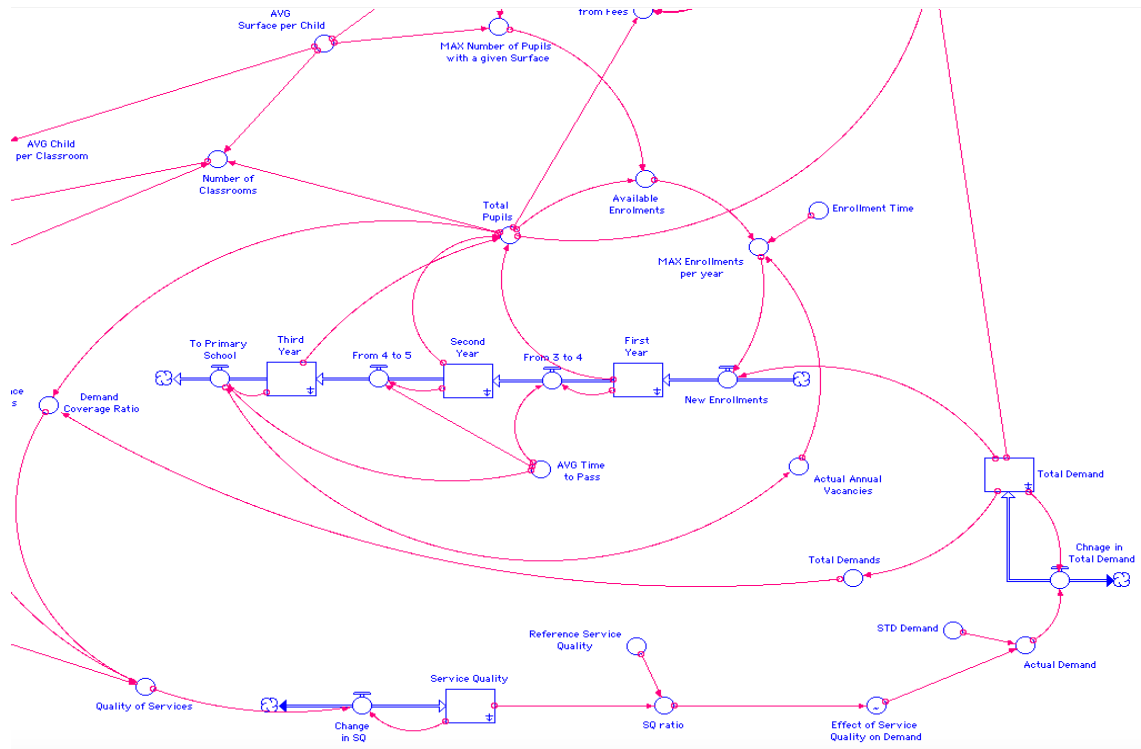 AVG
Surface per Child
from Fees
MAX Number of Pupils
with a given Surface
AVG Child
per Classroom
Number of
Classrooms
Available
Enrolments
Total
Pupils
Enrollment Time
MAX Enrollments
per year
To Primary
School
Third
Year
From 4 to 5
Second
Year
From 3 to 4
First
Year
New Enrollments
ce
s
Demand
Coverage Ratio
AVG Time
to Pass
Actual Annual
Vacancies
Total Demand
Chnage in
Total Demand
Total Demands
STD Demand
Actual Demand
Reference Service
Quality
Service Quality
Quality of Services
Change
in SQ
SQ ratio
~
Effect of Service
Quality on Demand